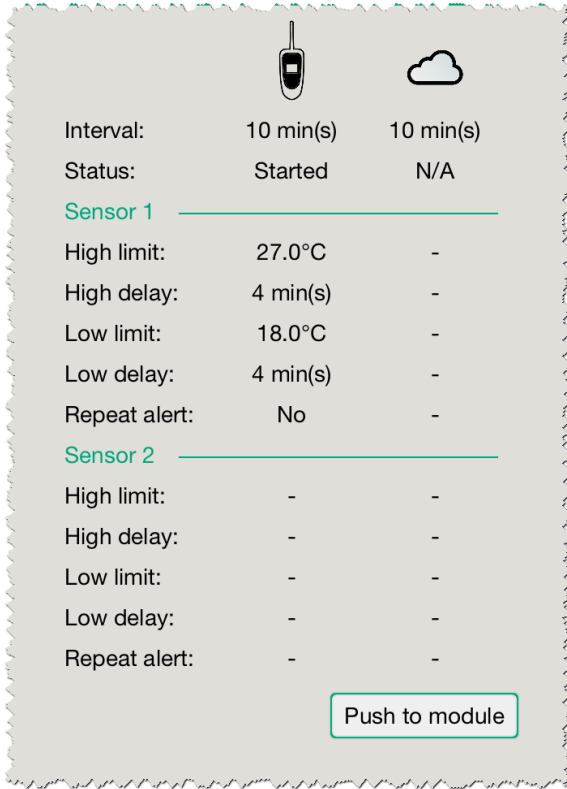 Interval: 10 min(s) 10 min(s)
Status: Started N/A
Sensor 1
High limit: 27.0°C -
High delay: 4 min(s) -
Low limit: 18.0°C -
Low delay: 4 min(s) -
Repeat alert: No -
Sensor 2
High limit: - -
High delay: - -
Low limit: - -
Low delay: - -
Repeat alert: - -
Push to module